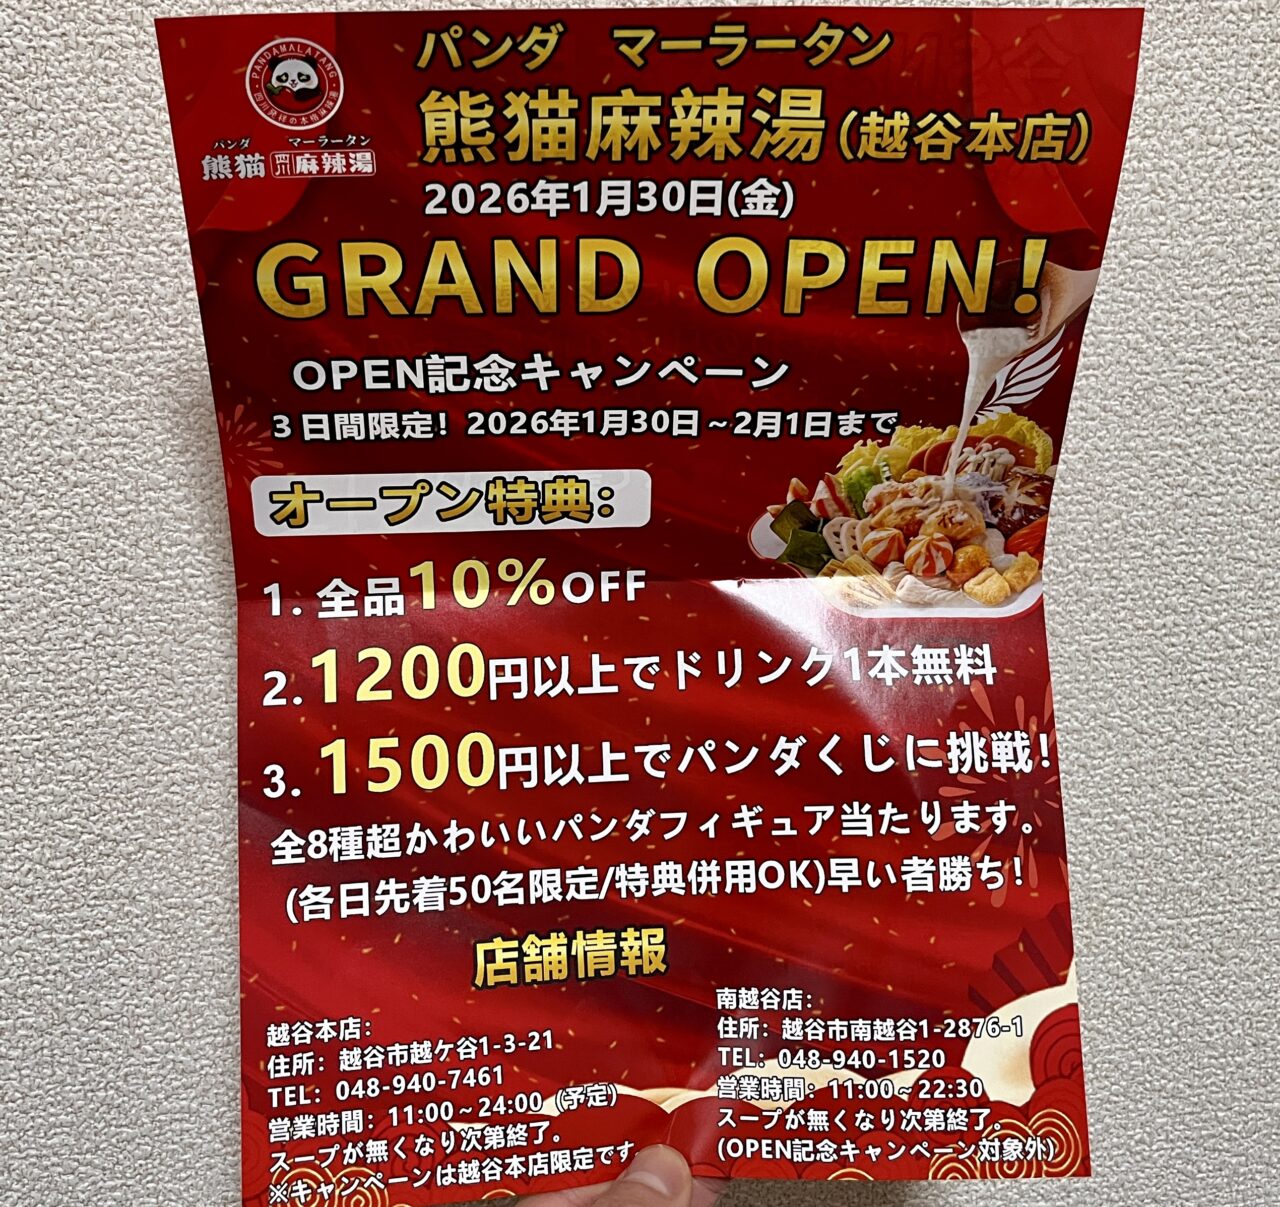 PANDAMALATANG
四川発祥の本格麻辣湯
パンダ マーラータン
熊猫 四川 麻辣湯
パンダ マーラータン
熊猫麻辣湯(越谷本店)
2026年1月30日(金)
GRAND OPEN!
OPEN記念キャンペーン
3日間限定！2026年1月30日～2月1日まで
オープン特典：
1. 全品10%OFF
2. 1200円以上でドリンク1本無料
3. 1500円以上でパンダくじに挑戦！
全8種超かわいいパンダフィギュア当たります。
(各日先着50名限定/特典併用OK)早い者勝ち！
店舗情報
越谷本店：
住所：越谷市越ケ谷1-3-21
TEL：048-940-7461
営業時間：11:00～24:00（予定）
スープが無くなり次第終了。
※キャンペーンは越谷本店限定です。
南越谷店：
住所：越谷市南越谷1-2876-1
TEL：048-940-1520
営業時間：11:00～22:30
スープが無くなり次第終了。
(OPEN記念キャンペーン対象外)